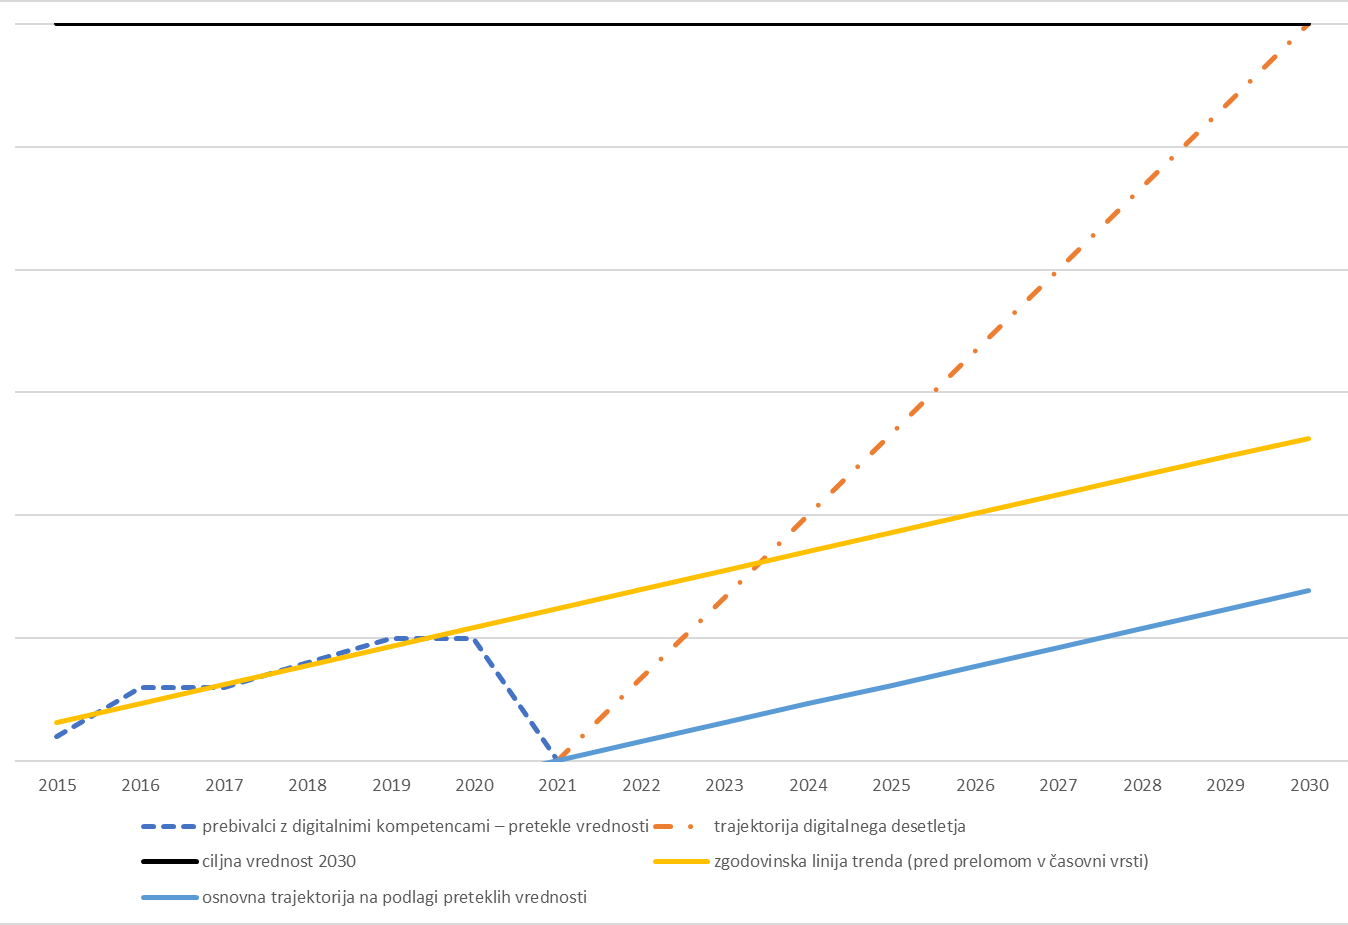 2015 2016 2017 2018 2019 2020 2021 2022 2023 2024 2025 2026 2027 2028 2029 2030
prebivalci z digitalnimi kompetencami – pretekle vrednosti trajektorija digitalnega desetletja
ciljna vrednost 2030 zgodovinska linija trenda (pred prelomom v časovni vrsti)
osnovna trajektorija na podlagi preteklih vrednosti